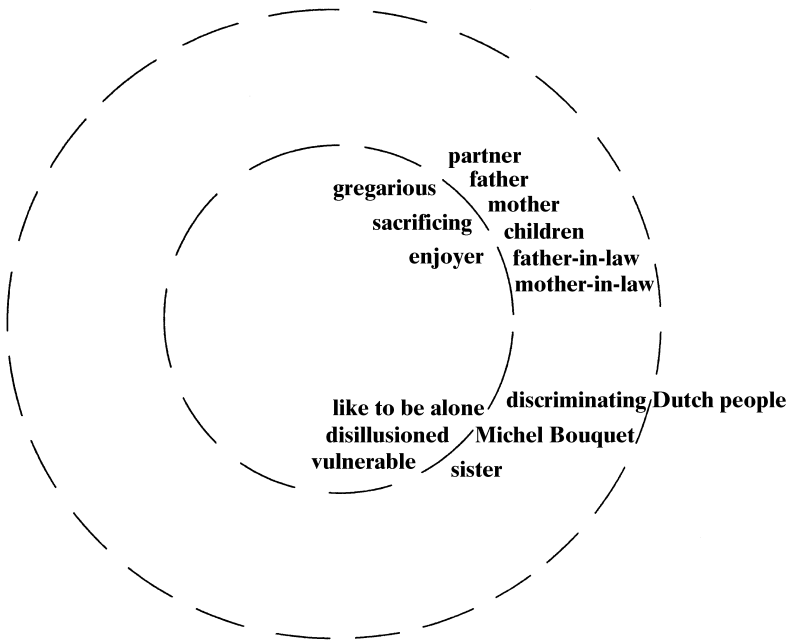 partner
father
gregarious
mother
sacrificing
children
enjoyer
father-in-law
mother-in-law
discriminating Dutch people
like to be alone
disillusioned
Michel Bouquet
vulnerable
sister